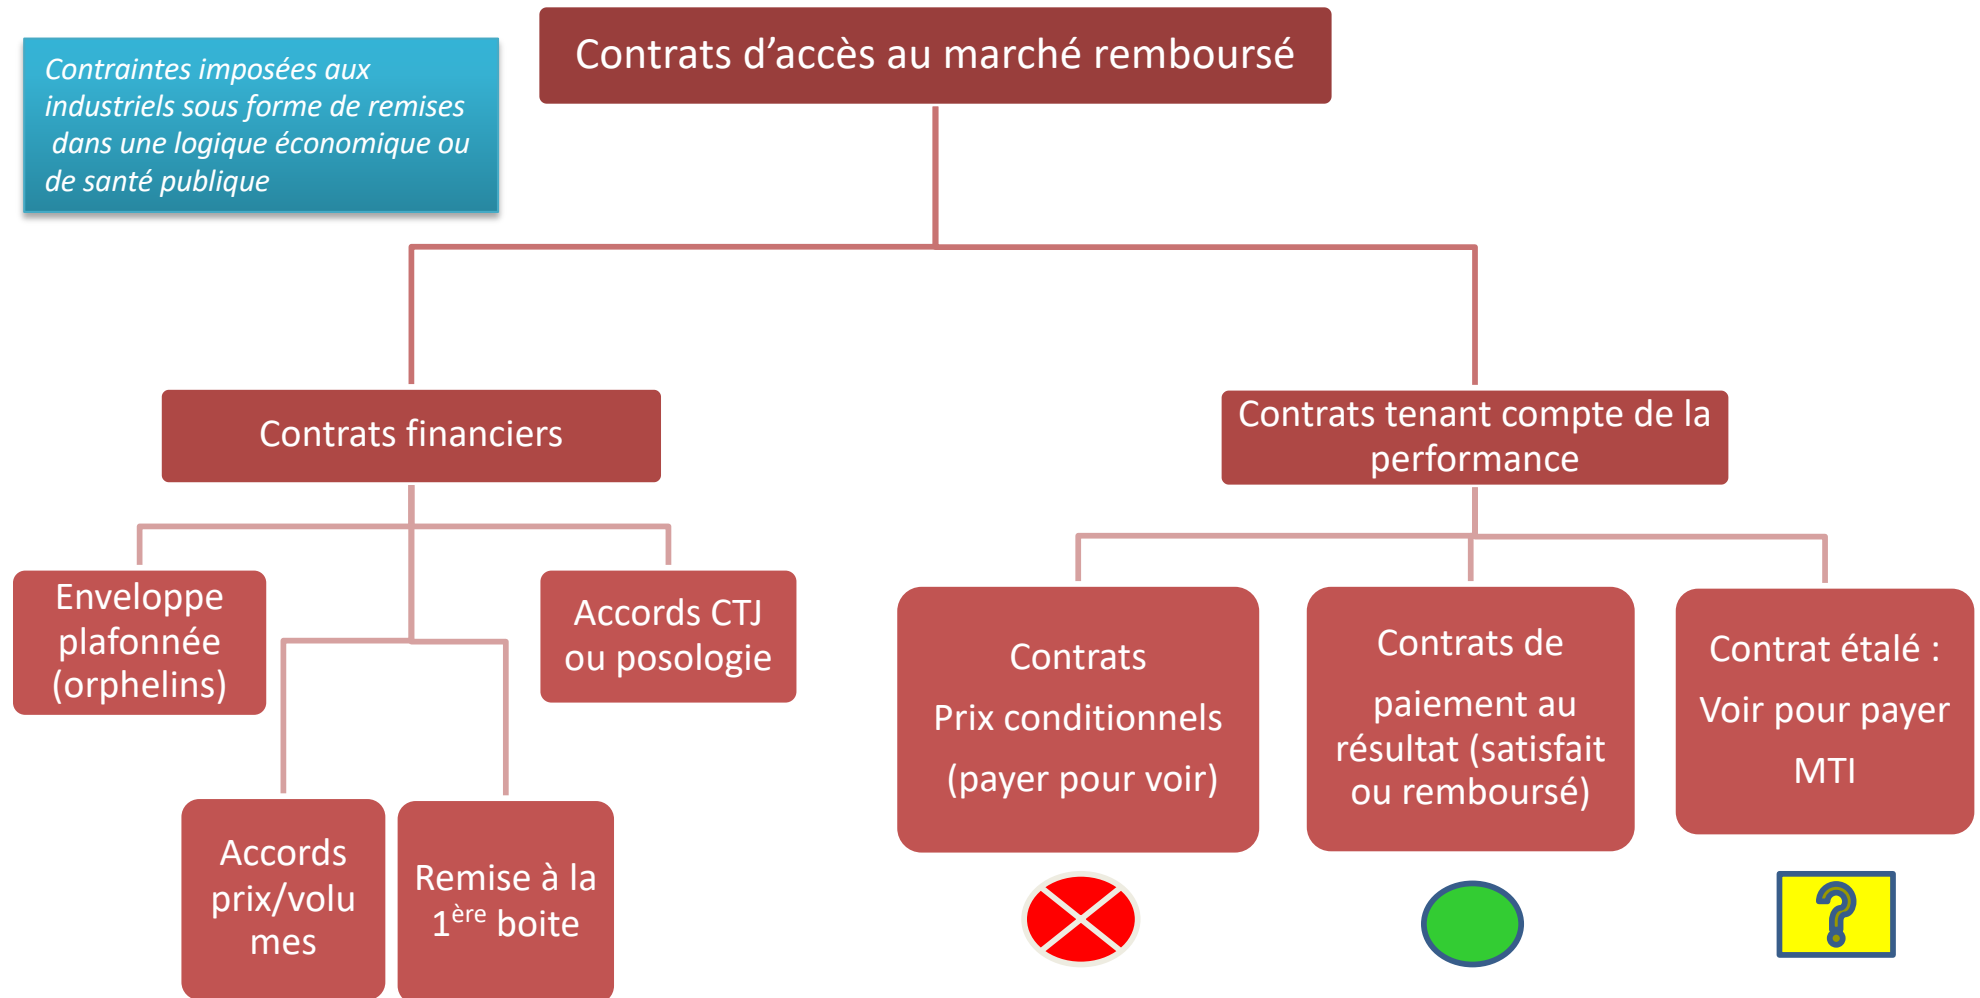 Contrats d’accès au marché remboursé
Contraintes imposées aux
industriels sous forme de remises
dans une logique économique ou
de santé publique
Contrats financiers
Contrats tenant compte de la
performance
Enveloppe
plafonnée
(orphelins)
Accords CTJ
ou posologie
Accords
prix/volu
mes
Remise à la
1ère boite
Contrats
Prix conditionnels
(payer pour voir)
Contrats de
paiement au
résultat (satisfait
ou remboursé)
Contrat étalé :
Voir pour payer
MTI
?